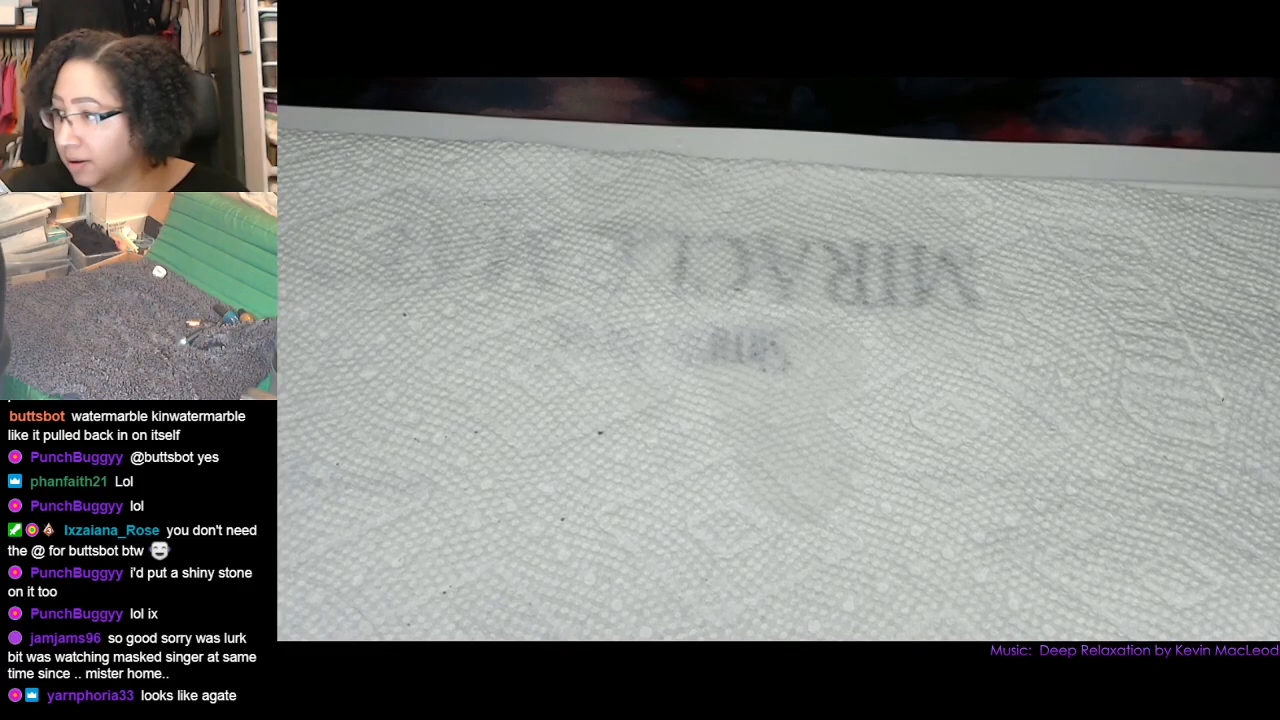 buttsbot watermarble kinwatermarble
like it pulled back in on itself
PunchBuggyy @buttsbot yes
phanfaith21 Lol
PunchBuggyy lol
Ixzaiana_Rose you don't need
the @ for buttsbot btw
PunchBuggyy i'd put a shiny stone
on it too
PunchBuggyy lol ix
jamjams96 so good sorry was lurk
bit was watching masked singer at same
time since .. mister home..
yarnphoria33 looks like agate
Music: Deep Relaxation by Kevin MacLeod